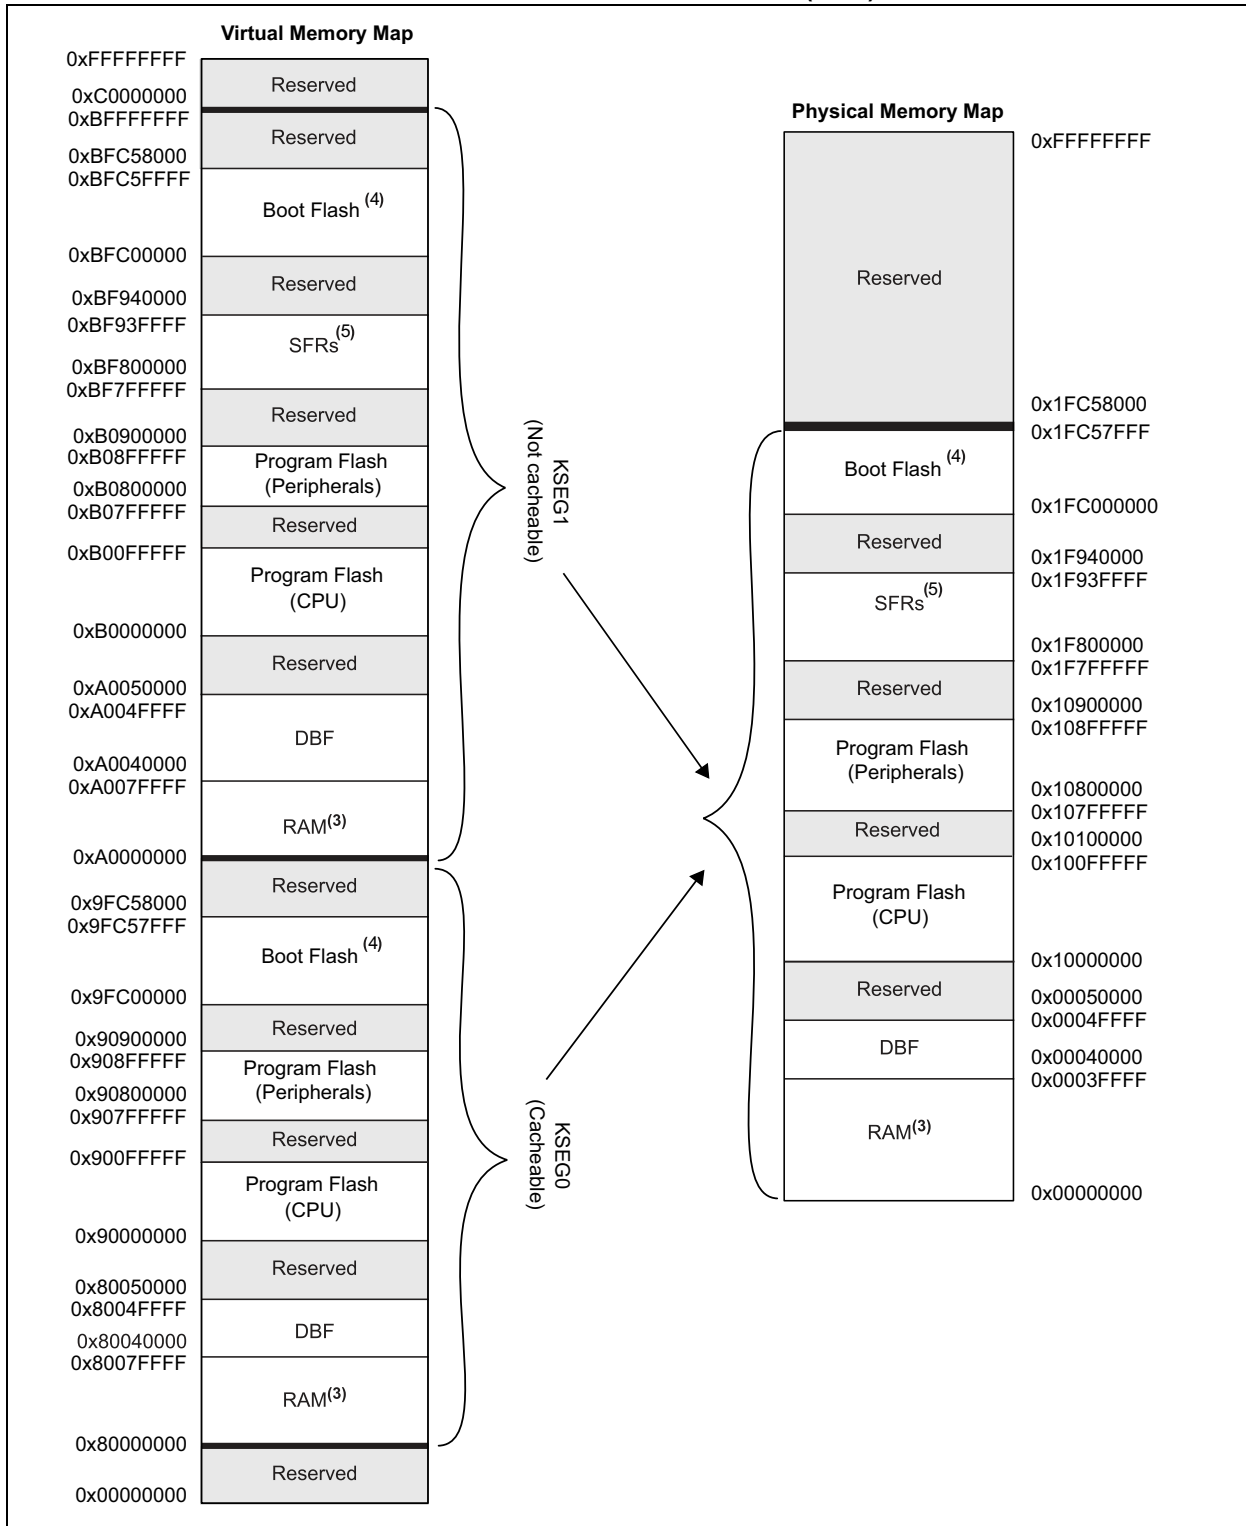 Virtual Memory Map
0xFFFFFFFF
Reserved
0xC0000000
0xBFFFFFFF
Reserved
0xBFC58000
0xBFC5FFFF
Boot Flash (4)
0xBFC00000
Reserved
0xBF940000
0xBF93FFFF
SFRs(5)
0xBF800000
0xBF7FFFFF
Reserved
0xB0900000
0xB08FFFFF
Program Flash
(Peripherals)
0xB0800000
0xB07FFFFF
Reserved
0xB00FFFFF
Program Flash
(CPU)
0xB0000000
Reserved
0xA0050000
0xA004FFFF
DBF
0xA0040000
0xA007FFFF
RAM(3)
0xA0000000
Reserved
0x9FC58000
0x9FC57FFF
Boot Flash (4)
0x9FC00000
Reserved
0x90900000
0x908FFFFF
Program Flash
(Peripherals)
0x90800000
0x907FFFFF
Reserved
0x900FFFFF
Program Flash
(CPU)
0x90000000
Reserved
0x80050000
0x8004FFFF
DBF
0x80040000
0x8007FFFF
RAM(3)
0x80000000
Reserved
0x00000000
KSEG1
(Not cacheable)
KSEG0
(Cacheable)
Physical Memory Map
0xFFFFFFFF
Reserved
0x1FC58000
0x1FC57FFF
Boot Flash (4)
0x1FC000000
Reserved
0x1F940000
0x1F93FFFF
SFRs(5)
0x1F800000
0x1F7FFFFF
Reserved
0x10900000
0x108FFFFF
Program Flash
(Peripherals)
0x10800000
0x107FFFFF
Reserved
0x10100000
0x100FFFFF
Program Flash
(CPU)
0x10000000
Reserved
0x00050000
0x0004FFFF
DBF
0x00040000
0x0003FFFF
RAM(3)
0x00000000